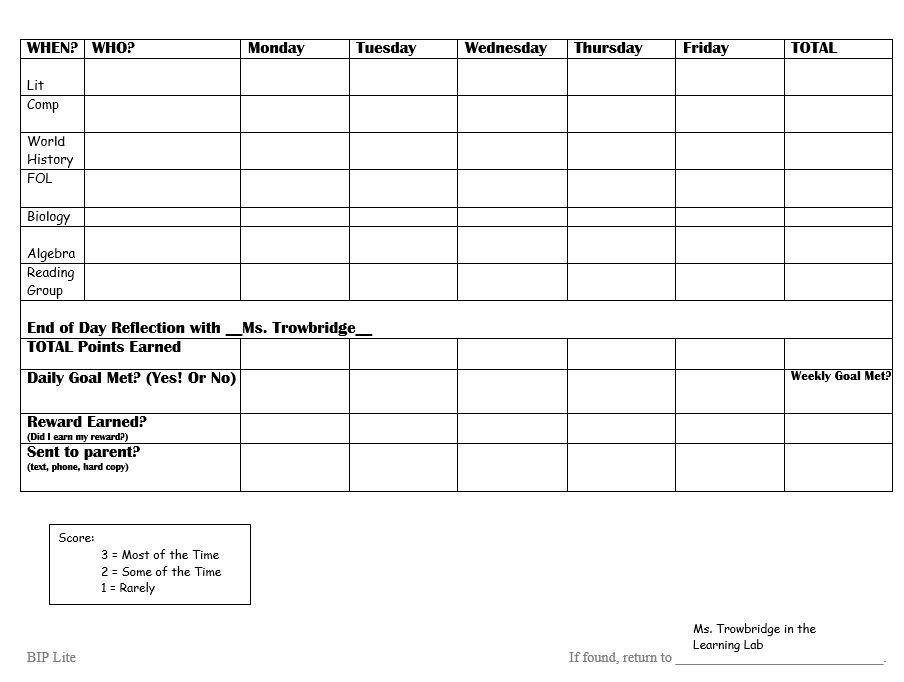 WHEN? WHO? Monday Tuesday Wednesday Thursday Friday TOTAL
Lit
Comp
World
History
FOL
Biology
Algebra
Reading
Group
End of Day Reflection with __Ms. Trowbridge__
TOTAL Points Earned
Daily Goal Met? (Yes! Or No) Weekly Goal Met?
Reward Earned?
(Did I earn my reward?)
Sent to parent?
(text, phone, hard copy)
Score:
3 = Most of the Time
2 = Some of the Time
1 = Rarely
Ms. Trowbridge in the
Learning Lab
BIP Lite If found, return to ______________________________.